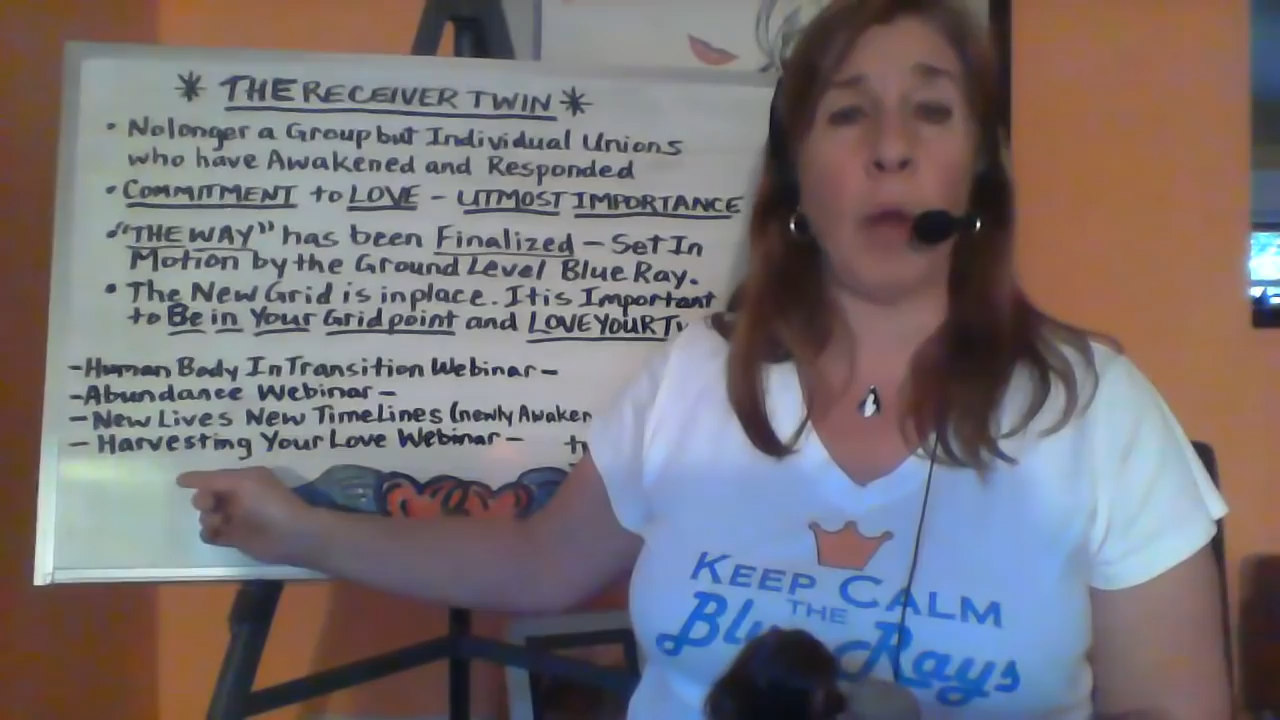 * THE RECEIVER TWIN *
• No longer a Group but Individual Unions
who have Awakened and Responded
• COMMITMENT to LOVE - UTMOST IMPORTANCE
• "THE WAY" has been Finalized - Set In
Motion by the Ground Level Blue Ray.
• The New Grid is in place. It is Important
to Be in Your Gridpoint and LOVE YOUR
- Human Body In Transition Webinar -
- Abundance Webinar -
- New Lives New TimeLines (newly Awaken
- Harvesting Your Love Webinar -
KEEP CALM
THE
Blue Rays